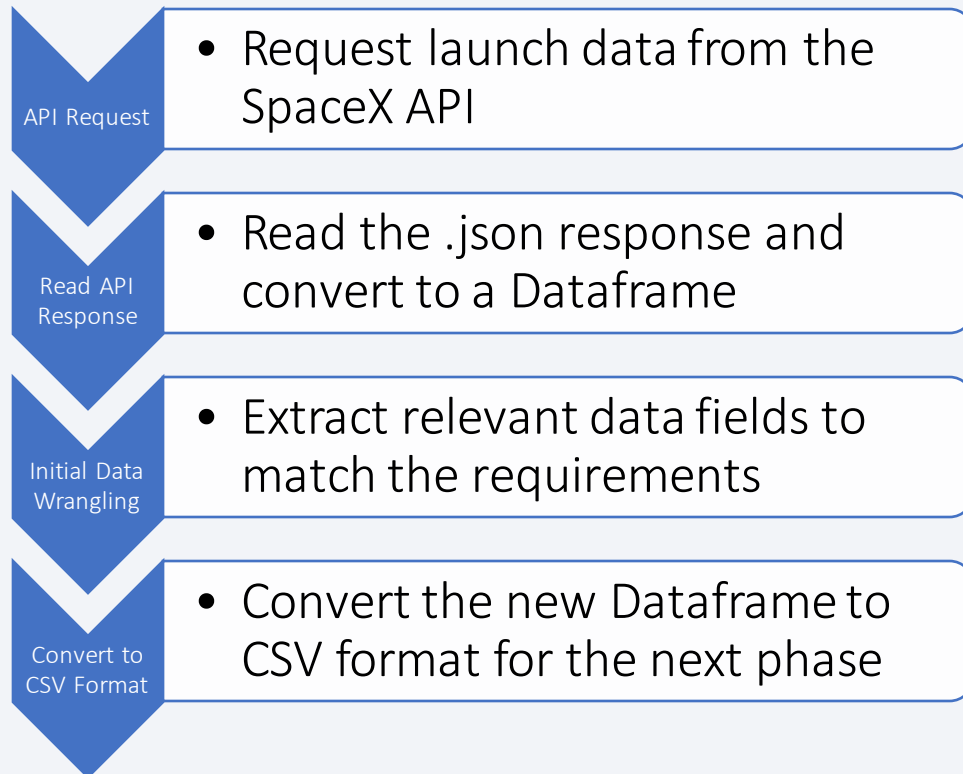 API Request
• Request launch data from the
SpaceX API
Read API
Response
• Read the .json response and
convert to a Dataframe
Initial Data
Wrangling
• Extract relevant data fields to
match the requirements
Convert to
CSV Format
• Convert the new Dataframe to
CSV format for the next phase